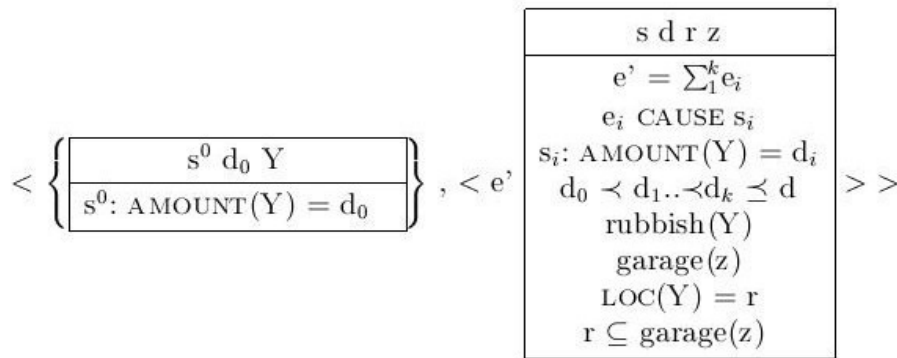 s d r z
e' = ∑₁ᵏeᵢ
eᵢ CAUSE sᵢ
sᵢ: AMOUNT(Y) = dᵢ
d₀ ≺ d₁..≺dₖ ⪯ d
rubbish(Y)
garage(z)
LOC(Y) = r
r ⊆ garage(z)
< { s⁰ d₀ Y
s⁰: AMOUNT(Y) = d₀ } , < e' > >